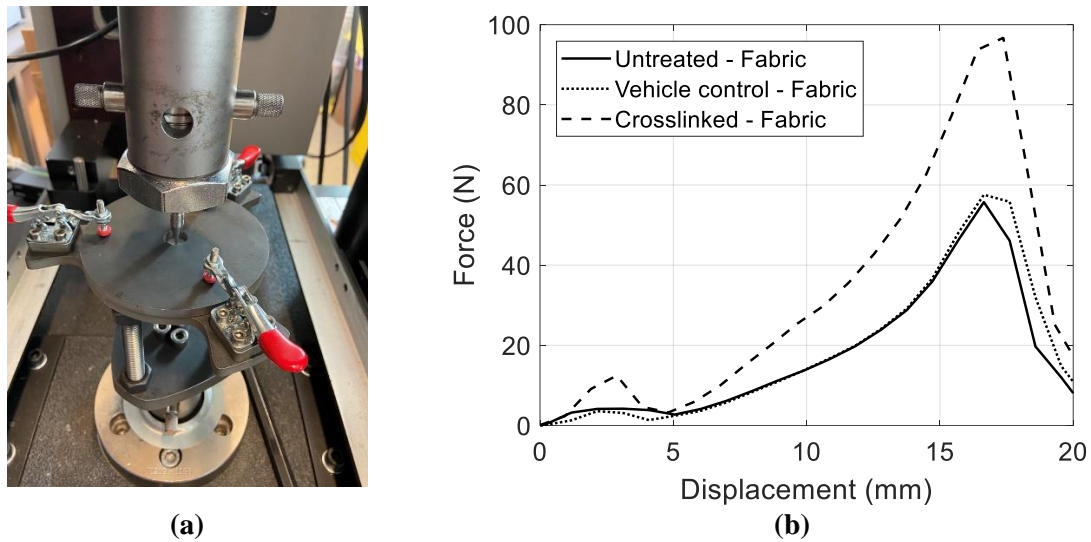 100
80
60
40
20
0
Force (N)
Untreated - Fabric
Vehicle control - Fabric
Crosslinked - Fabric
0 5 10 15 20
Displacement (mm)
(a) (b)